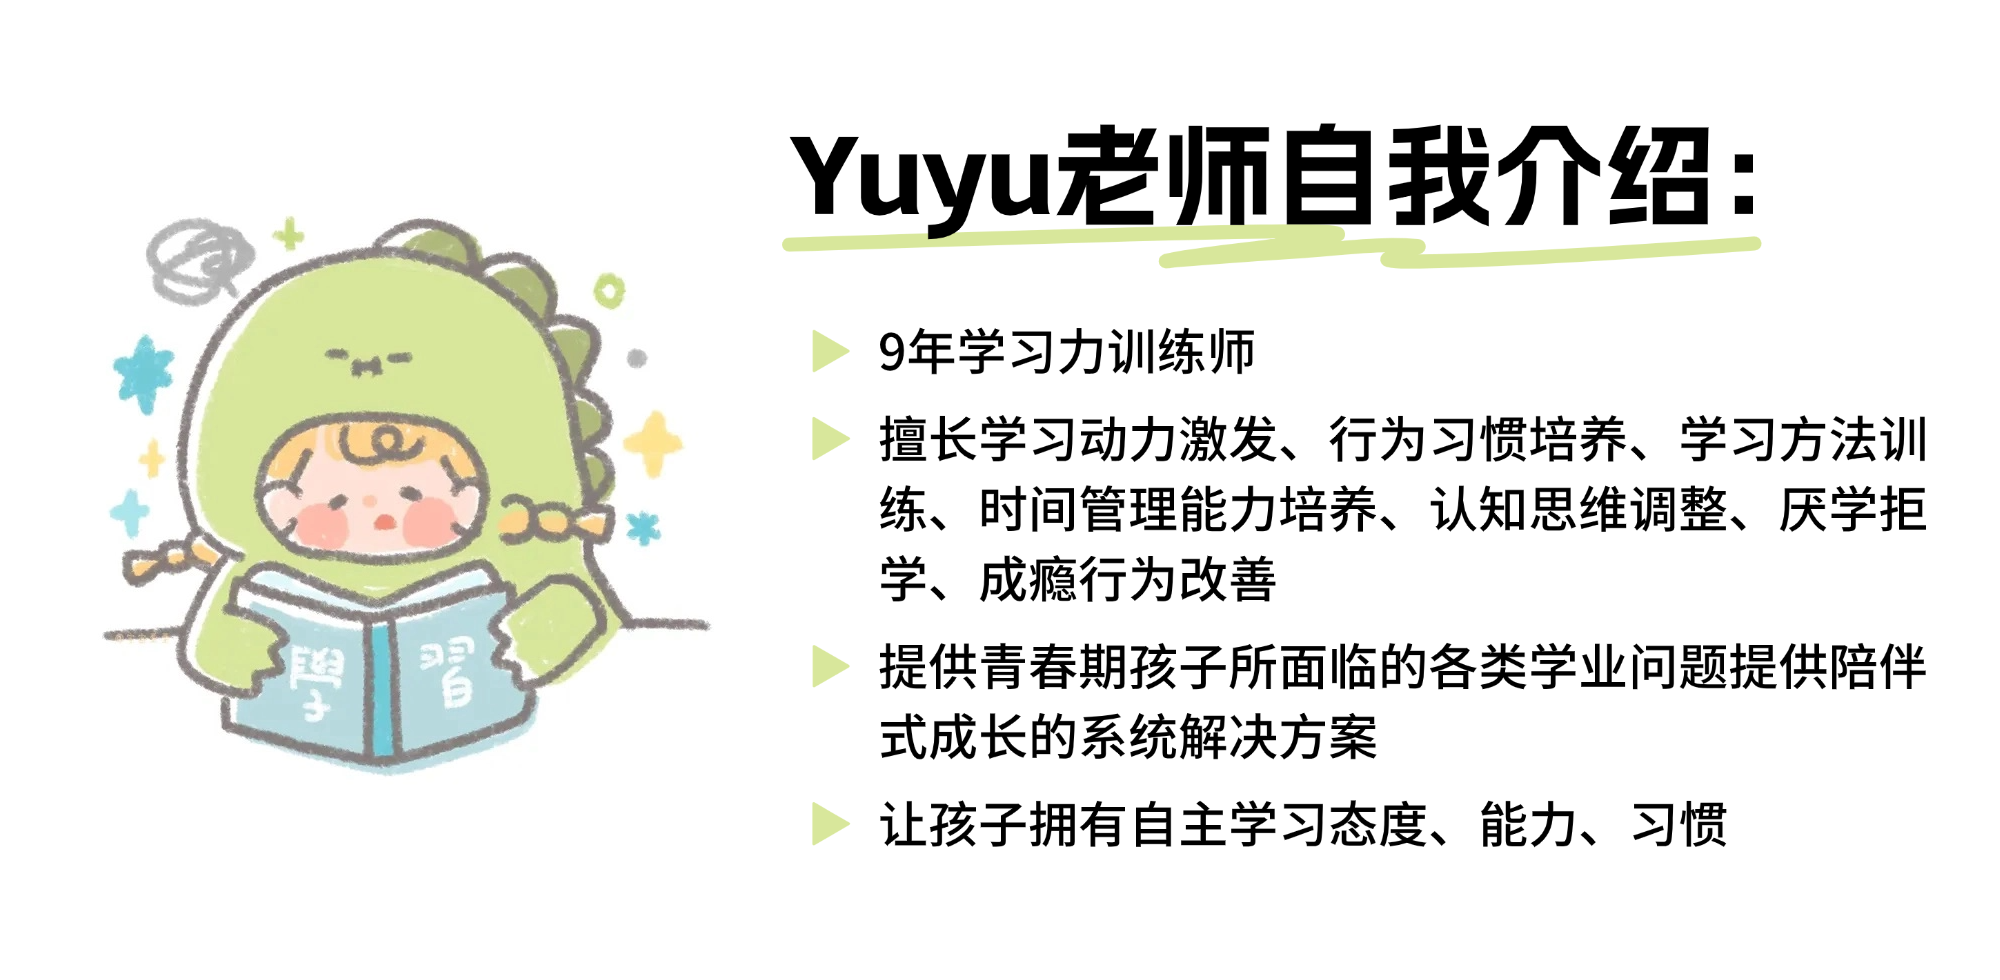 Yuyu老师自我介绍：
9年学习力训练师
擅长学习动力激发、行为习惯培养、学习方法训
练、时间管理能力培养、认知思维调整、厌学拒
学、成瘾行为改善
提供青春期孩子所面临的各类学业问题提供陪伴
式成长的系统解决方案
让孩子拥有自主学习态度、能力、习惯
學
習